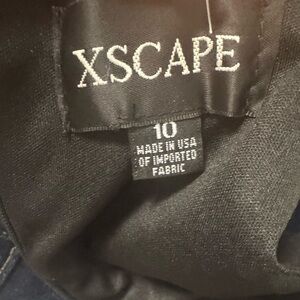 XSCAPE
10
MADE IN USA
OF IMPORTED
FABRIC